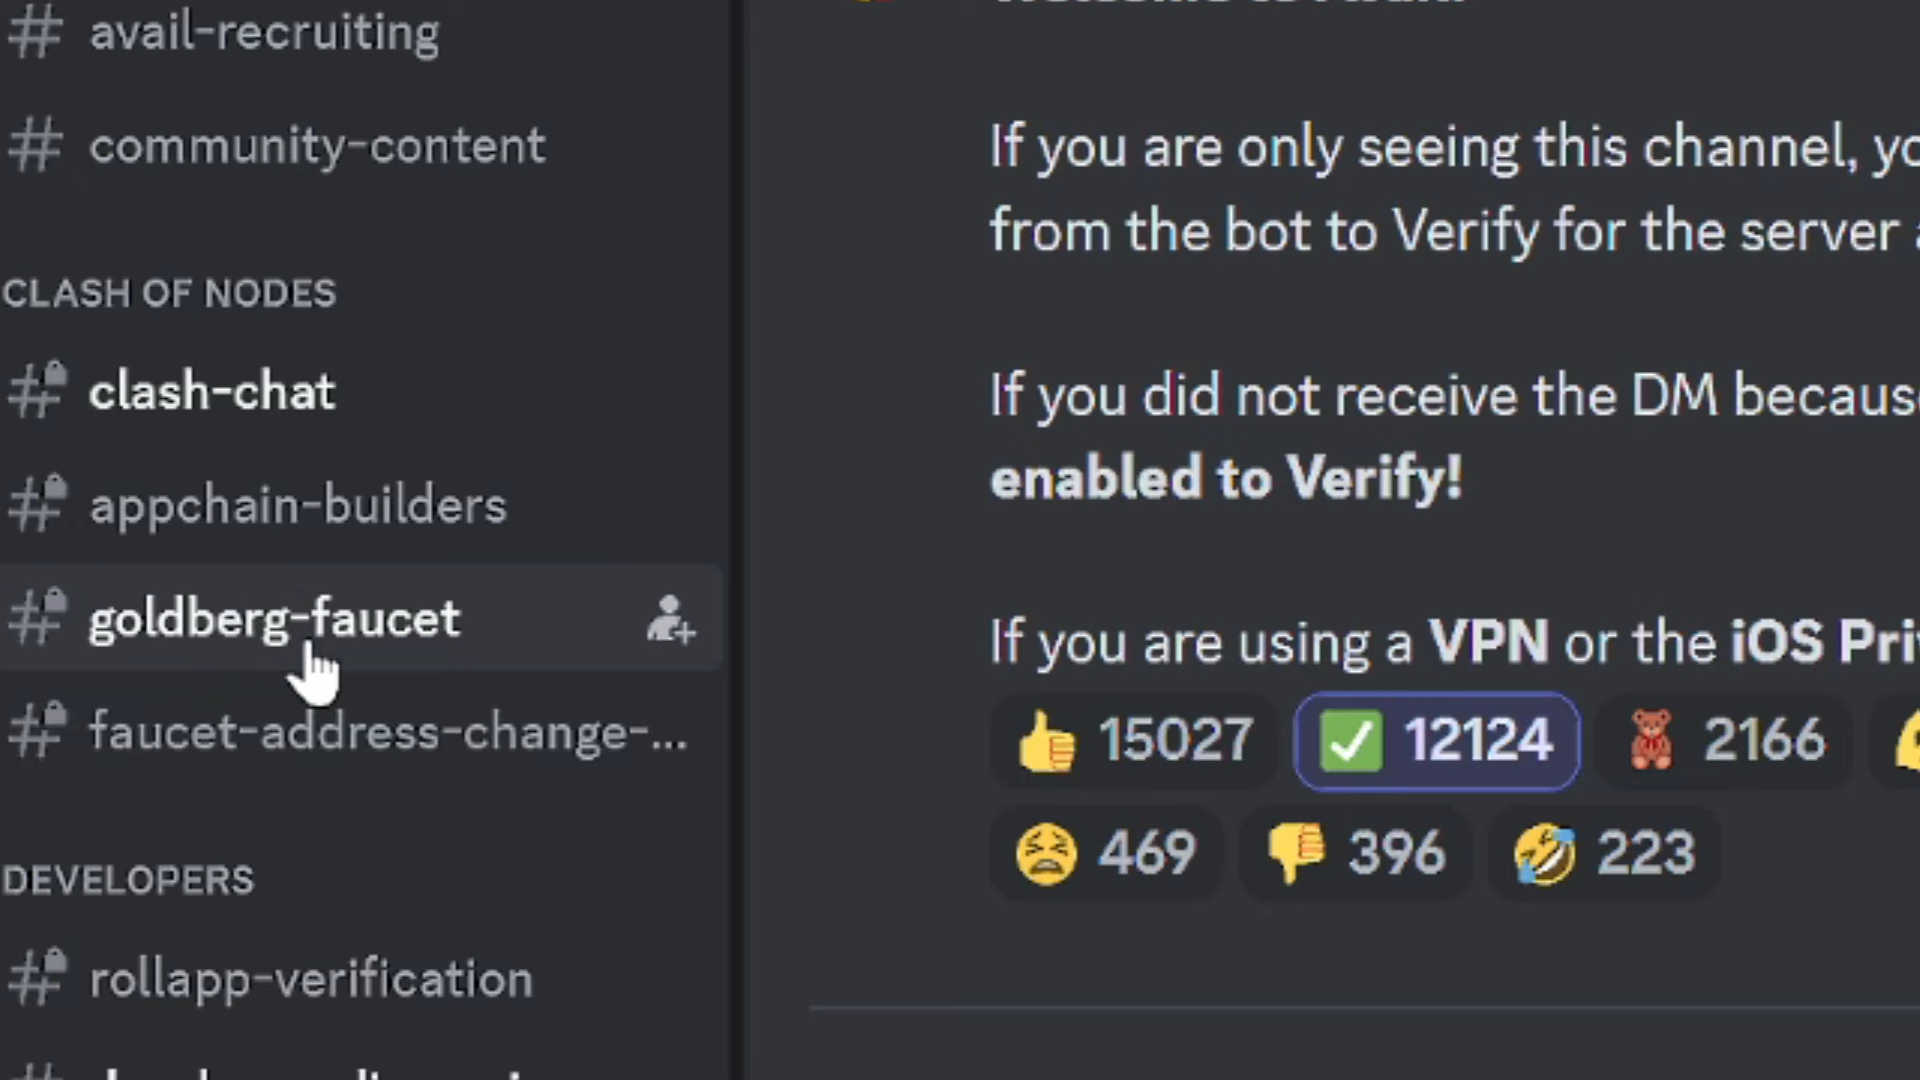 avail-recruiting
community-content
CLASH OF NODES
clash-chat
appchain-builders
goldberg-faucet
faucet-address-change-...
DEVELOPERS
rollapp-verification
If you are only seeing this channel,
from the bot to Verify for the server
If you did not receive the DM
enabled to Verify!
If you are using a VPN or the iOS
15027 12124 2166
469 396 223